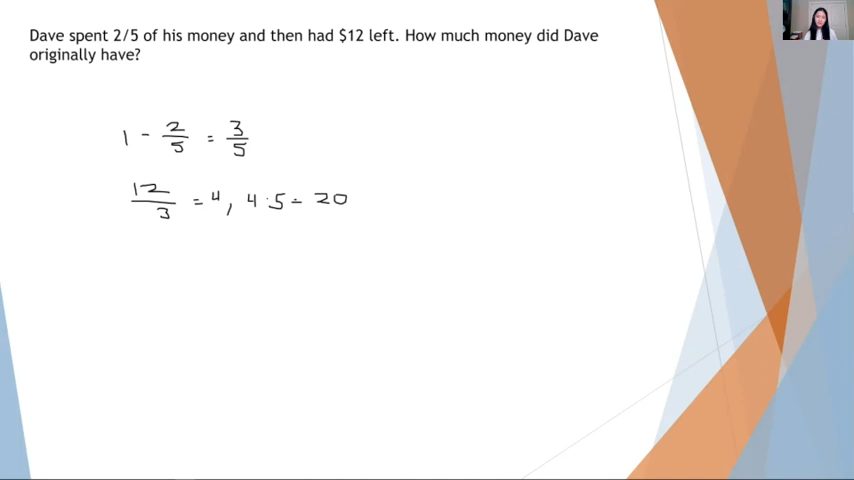 Dave spent 2/5 of his money and then had $12 left. How much money did Dave
originally have?
1 - 2/5 = 3/5
12/3 = 4, 4·5 = 20